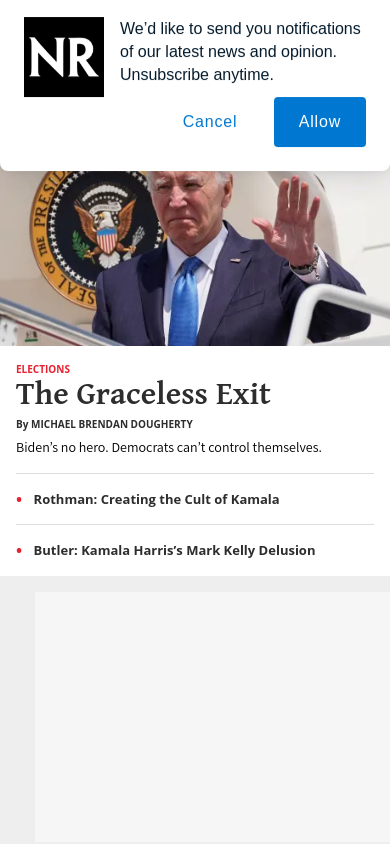 NR
We'd like to send you notifications
of our latest news and opinion.
Unsubscribe anytime.
Cancel
Allow
ELECTIONS
The Graceless Exit
By MICHAEL BRENDAN DOUGHERTY
Biden's no hero. Democrats can't control themselves.
• Rothman: Creating the Cult of Kamala
• Butler: Kamala Harris's Mark Kelly Delusion